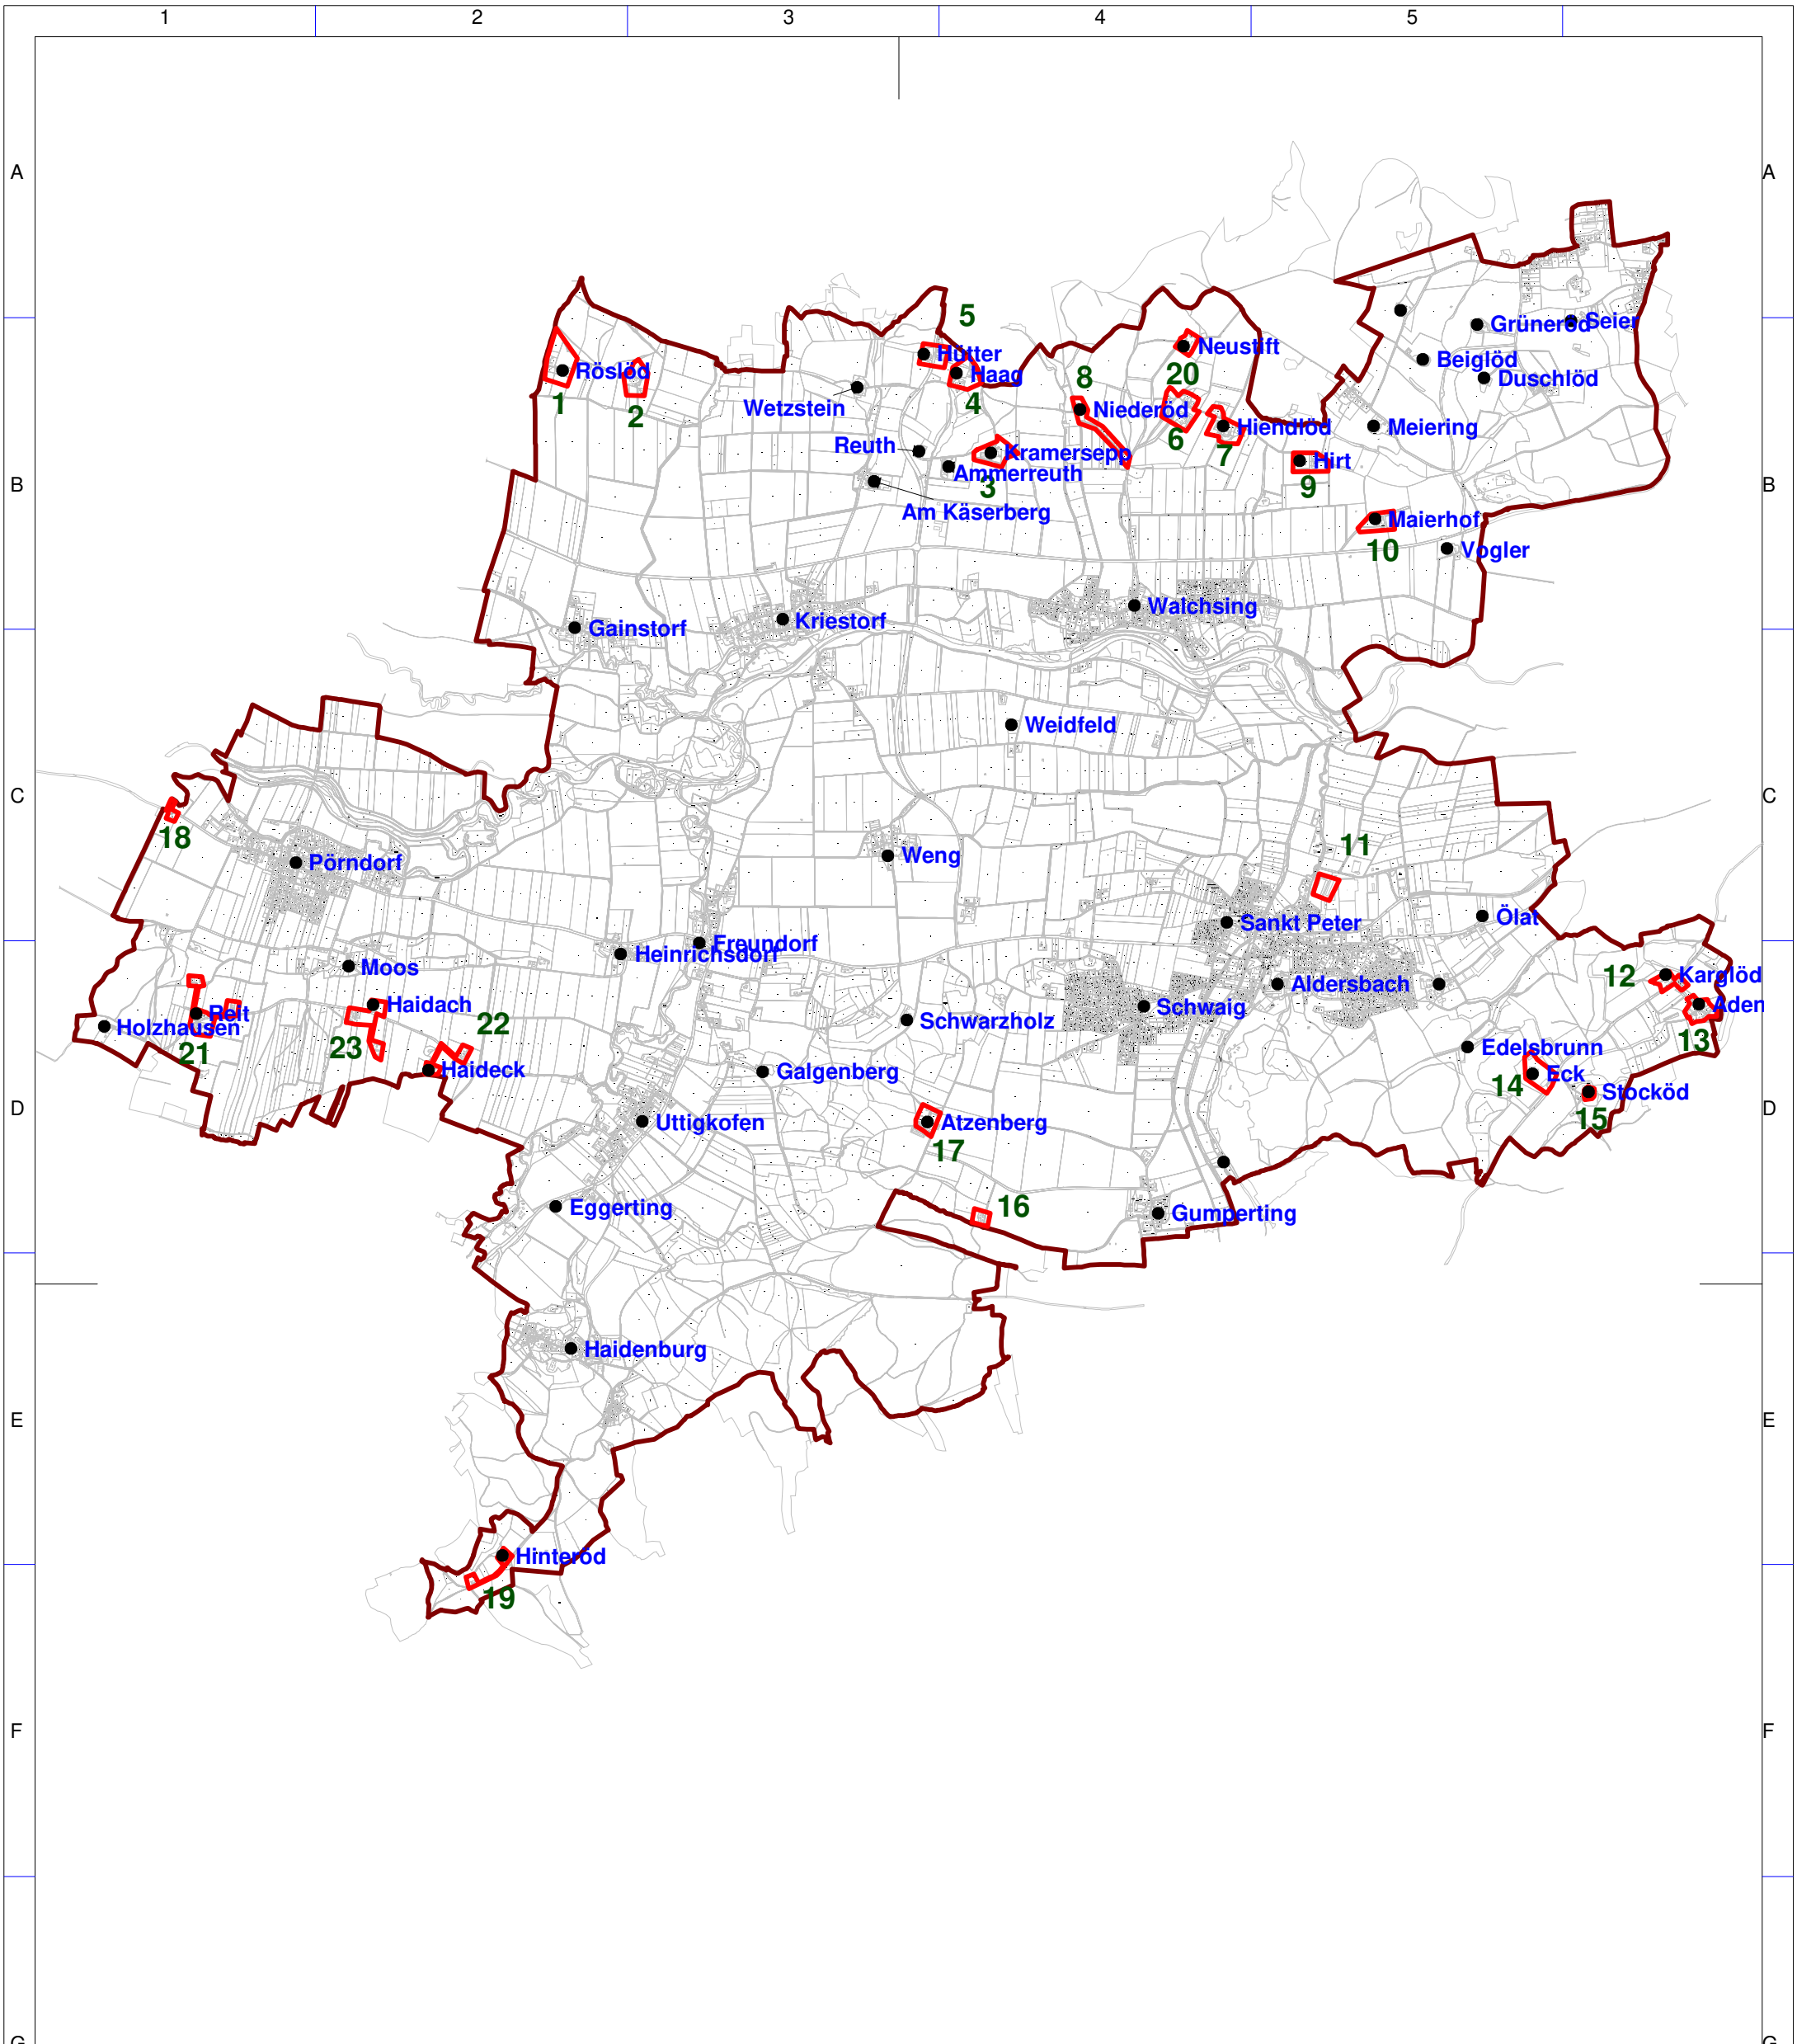 1 2 3 4 5
A A
5
Grüneröd Seier
Hütter Neustift
Beiglöd
Röslöd Haag 8 20 Duschlöd
1 2 Wetzstein 4 Niederöd
Hiendlöd Meiering
Reuth 6 7
Kramersepp Hirt
Ammerreuth
B 3 9 B
Am Käserberg Maierhof
10 Vogler
Walchsing
Gainstorf Kriestorf
Weidfeld
C C
18 11
Pörndorf Weng
Ölat
Sankt Peter
Freundorf
Heinrichsdorf
Moos 12 Karglöd
Aldersbach
Haidach Schwaig Aden
Relt 22 Schwarzholz
Holzhausen 13
21 23 Edelsbrunn
Haideck Galgenberg Eck
14 Stocköd
D D
Uttigkofen Atzenberg 15
17
Eggerting 16 Gumperting
Haidenburg
E E
Hinteröd
19
F F
G G